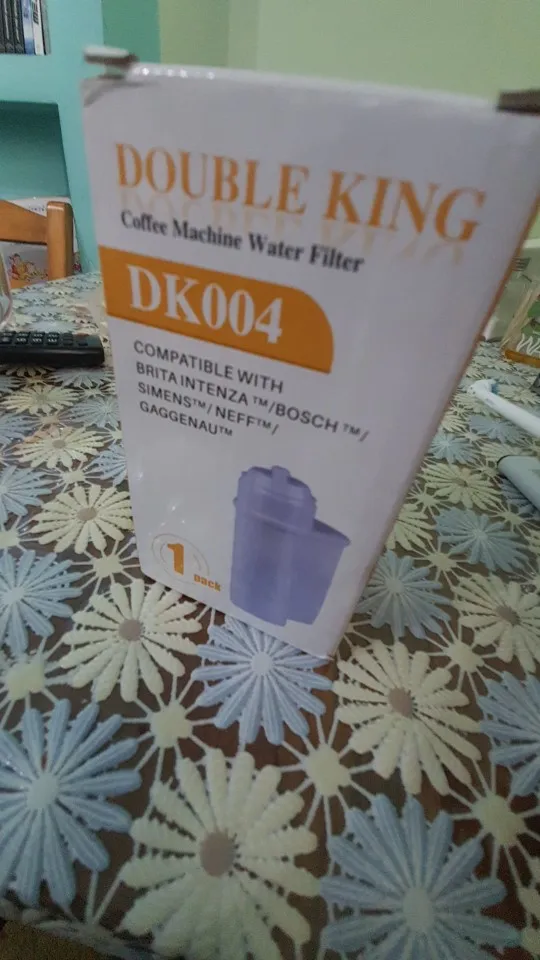 DOUBLE KING
Coffee Machine Water Filter
DK004
COMPATIBLE WITH
BRITA INTENZA ™/BOSCH ™/
SIMENS™/ NEFF™/
GAGGENAU™
1 pack